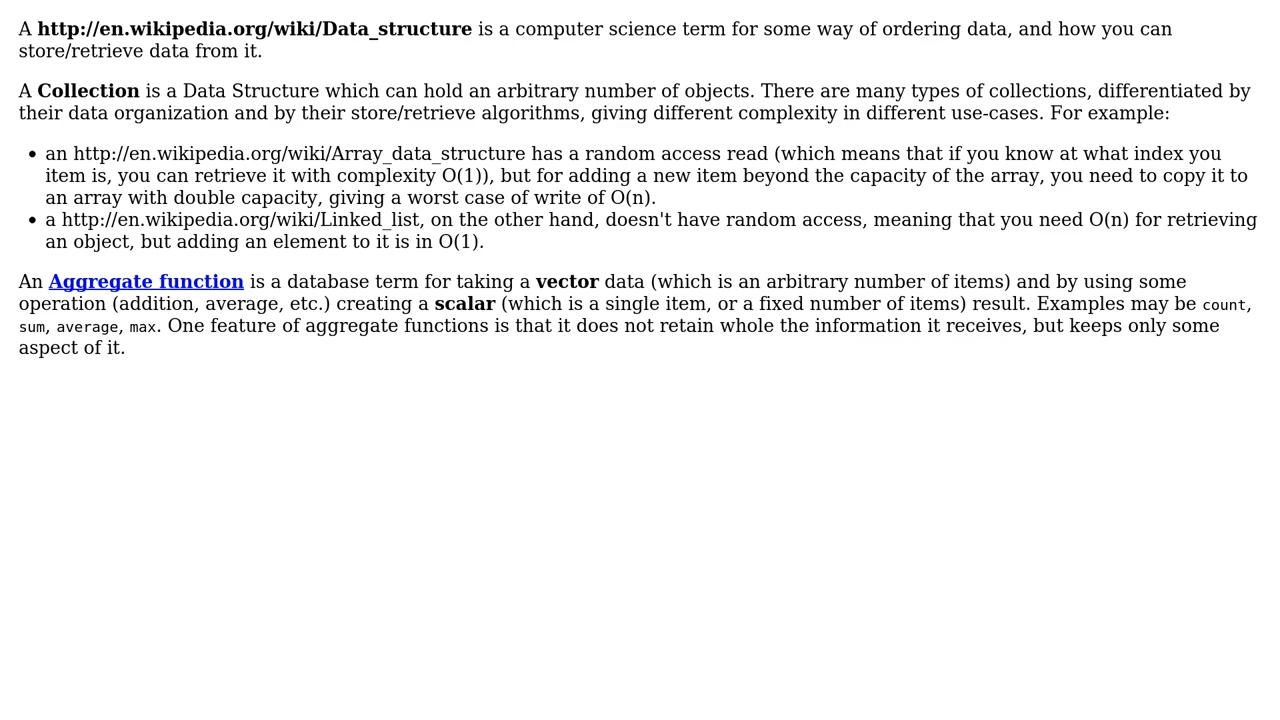 A http://en.wikipedia.org/wiki/Data_structure is a computer science term for some way of ordering data, and how you can
store/retrieve data from it.
A Collection is a Data Structure which can hold an arbitrary number of objects. There are many types of collections, differentiated by
their data organization and by their store/retrieve algorithms, giving different complexity in different use-cases. For example:
• an http://en.wikipedia.org/wiki/Array_data_structure has a random access read (which means that if you know at what index you
item is, you can retrieve it with complexity O(1)), but for adding a new item beyond the capacity of the array, you need to copy it to
an array with double capacity, giving a worst case of write of O(n).
• a http://en.wikipedia.org/wiki/Linked_list, on the other hand, doesn't have random access, meaning that you need O(n) for retrieving
an object, but adding an element to it is in O(1).
An Aggregate function is a database term for taking a vector data (which is an arbitrary number of items) and by using some
operation (addition, average, etc.) creating a scalar (which is a single item, or a fixed number of items) result. Examples may be count,
sum, average, max. One feature of aggregate functions is that it does not retain whole the information it receives, but keeps only some
aspect of it.